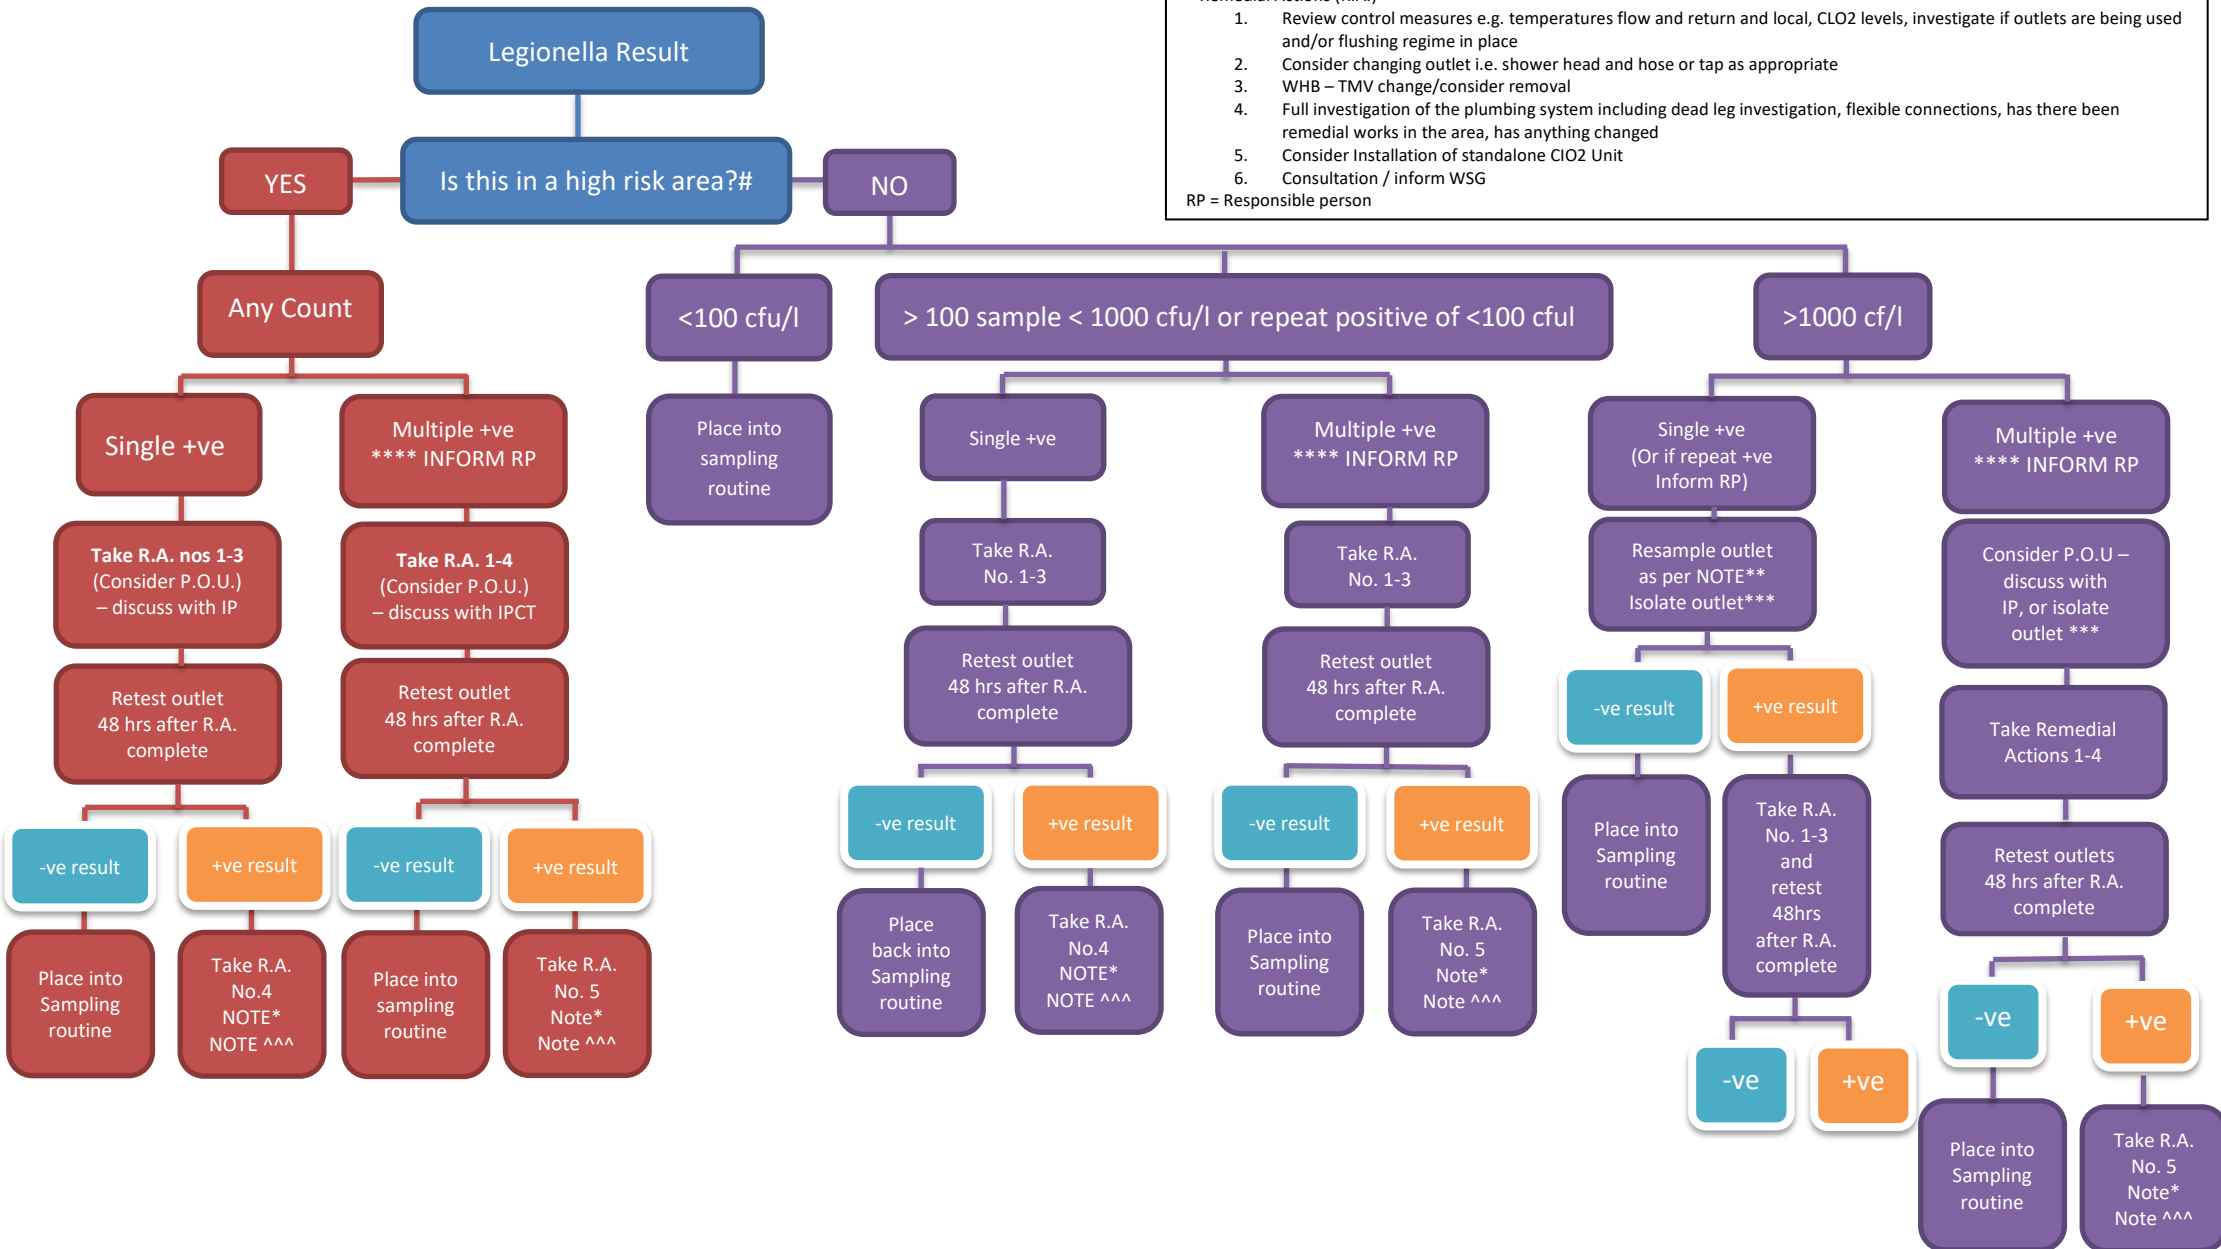 Remedial Actions (R.A.)
1. Review control measures e.g. temperatures flow and return and local, CLO2 levels, investigate if outlets are being used
and/or flushing regime in place
2. Consider changing outlet i.e. shower head and hose or tap as appropriate
3. WHB – TMV change/consider removal
4. Full investigation of the plumbing system including dead leg investigation, flexible connections, has there been
remedial works in the area, has anything changed
5. Consider Installation of standalone ClO2 Unit
6. Consultation / inform WSG
RP = Responsible person
Legionella Result
Is this in a high risk area?#
YES
NO
Any Count
<100 cfu/l
> 100 sample < 1000 cfu/l or repeat positive of <100 cful
>1000 cf/l
Single +ve
Take R.A. nos 1-3
(Consider P.O.U.)
– discuss with IP
Retest outlet
48 hrs after R.A.
complete
-ve result
Place into
Sampling
routine
+ve result
Take R.A.
No.4
NOTE*
NOTE ^^^
Multiple +ve
**** INFORM RP
Take R.A. 1-4
(Consider P.O.U.)
– discuss with IPCT
Retest outlet
48 hrs after R.A.
complete
-ve result
Place into
sampling
routine
+ve result
Take R.A.
No. 5
Note*
Note ^^^
Place into
sampling
routine
Single +ve
Take R.A.
No. 1-3
Retest outlet
48 hrs after R.A.
complete
-ve result
Place
back into
Sampling
routine
+ve result
Take R.A.
No.4
NOTE*
NOTE ^^^
Multiple +ve
**** INFORM RP
Take R.A.
No. 1-3
Retest outlet
48 hrs after R.A.
complete
-ve result
Place into
Sampling
routine
+ve result
Take R.A.
No. 5
Note*
Note ^^^
Single +ve
(Or if repeat +ve
Inform RP)
Resample outlet
as per NOTE**
Isolate outlet***
-ve result
Place into
Sampling
routine
+ve result
Take R.A.
No. 1-3
and
retest
48hrs
after R.A.
complete
-ve
+ve
Multiple +ve
**** INFORM RP
Consider P.O.U –
discuss with
IP, or isolate
outlet ***
Take Remedial
Actions 1-4
Retest outlets
48 hrs after R.A.
complete
-ve
Place into
Sampling
routine
+ve
Take R.A.
No. 5
Note*
Note ^^^